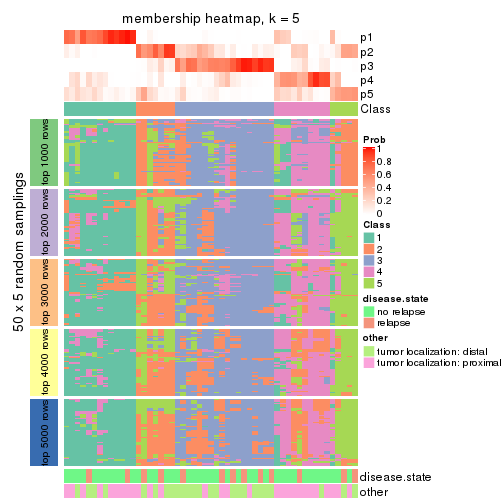 membership heatmap, k = 5
p1
p2
p3
p4
p5
Class
50 x 5 random samplings
top 1000 rows
top 2000 rows
top 3000 rows
top 4000 rows
top 5000 rows
disease.state
other
Prob
1
0.8
0.6
0.4
0.2
0
Class
1
2
3
4
5
disease.state
no relapse
relapse
other
tumor localization: distal
tumor localization: proximal